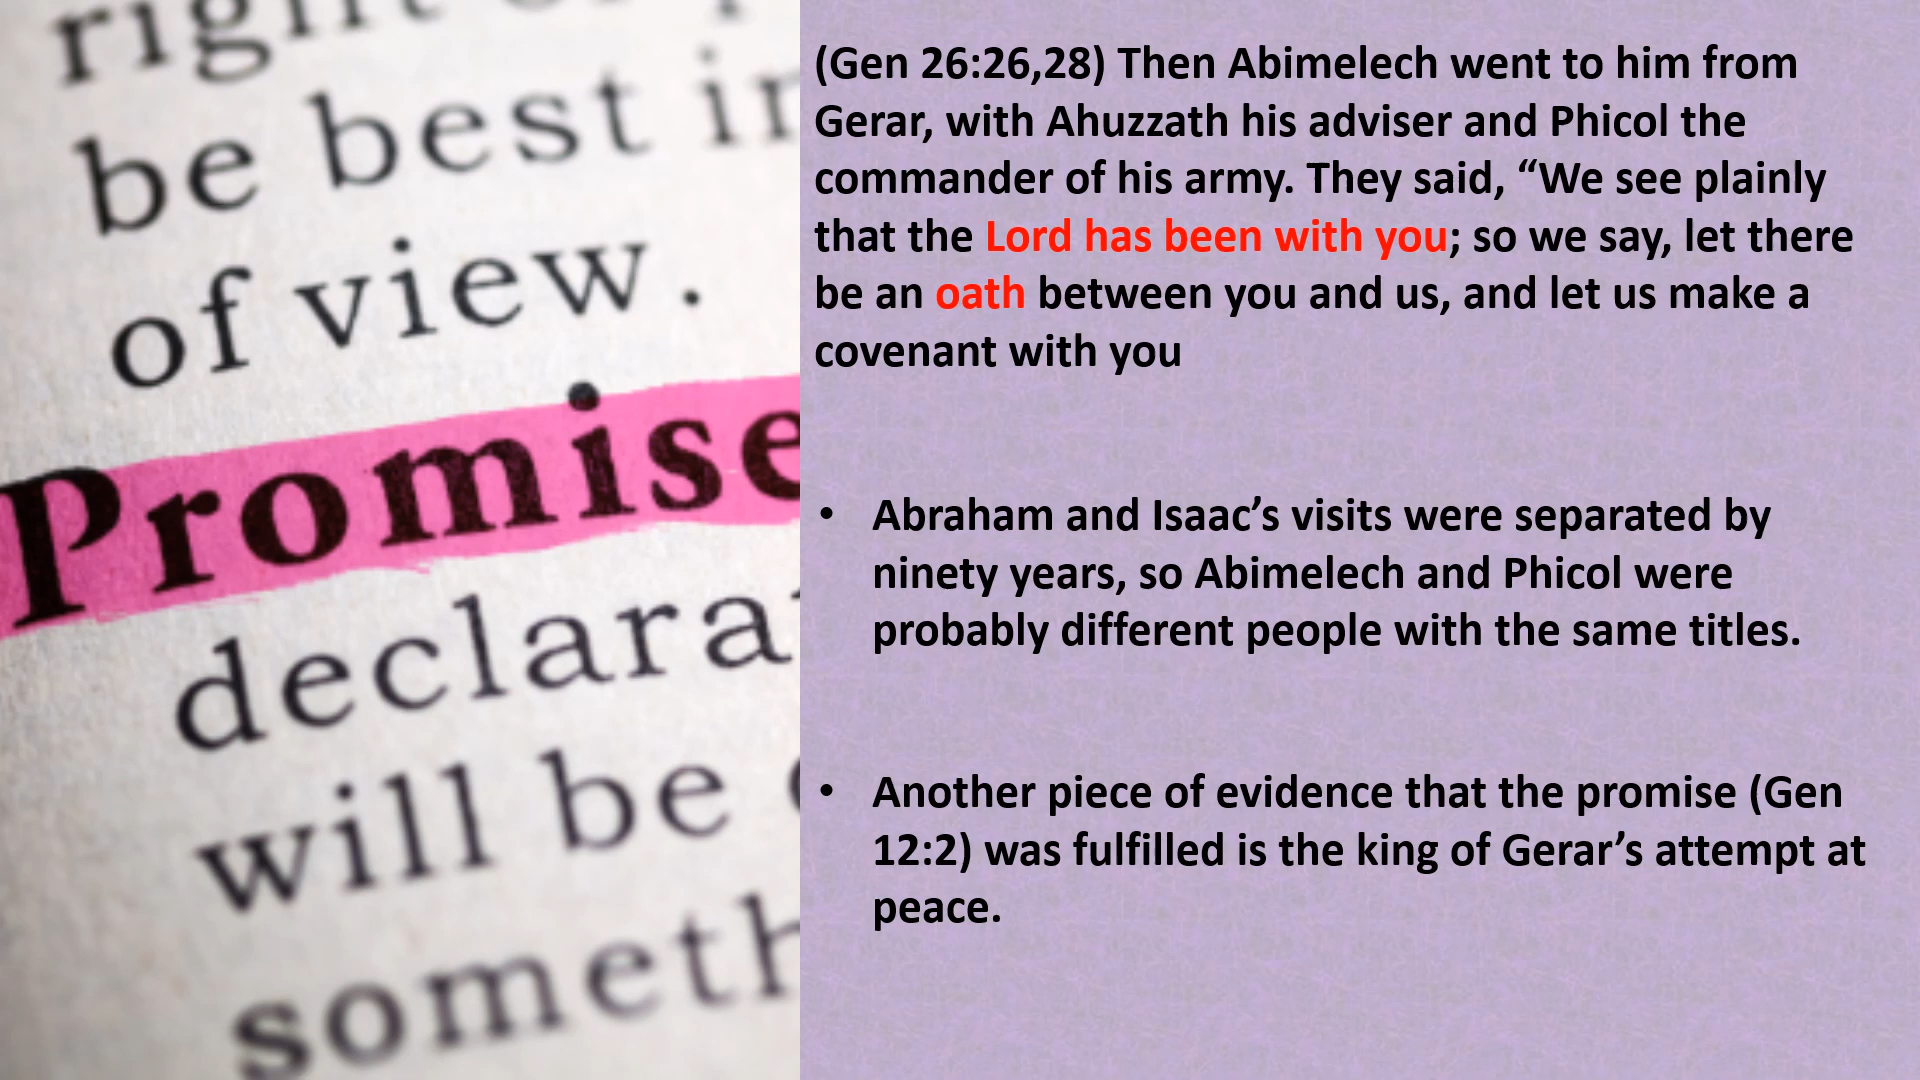 right of p
be best in
of view.
Promise
declara
will be
someth
(Gen 26:26,28) Then Abimelech went to him from
Gerar, with Ahuzzath his adviser and Phicol the
commander of his army. They said, “We see plainly
that the Lord has been with you; so we say, let there
be an oath between you and us, and let us make a
covenant with you
• Abraham and Isaac’s visits were separated by
ninety years, so Abimelech and Phicol were
probably different people with the same titles.
• Another piece of evidence that the promise (Gen
12:2) was fulfilled is the king of Gerar’s attempt at
peace.